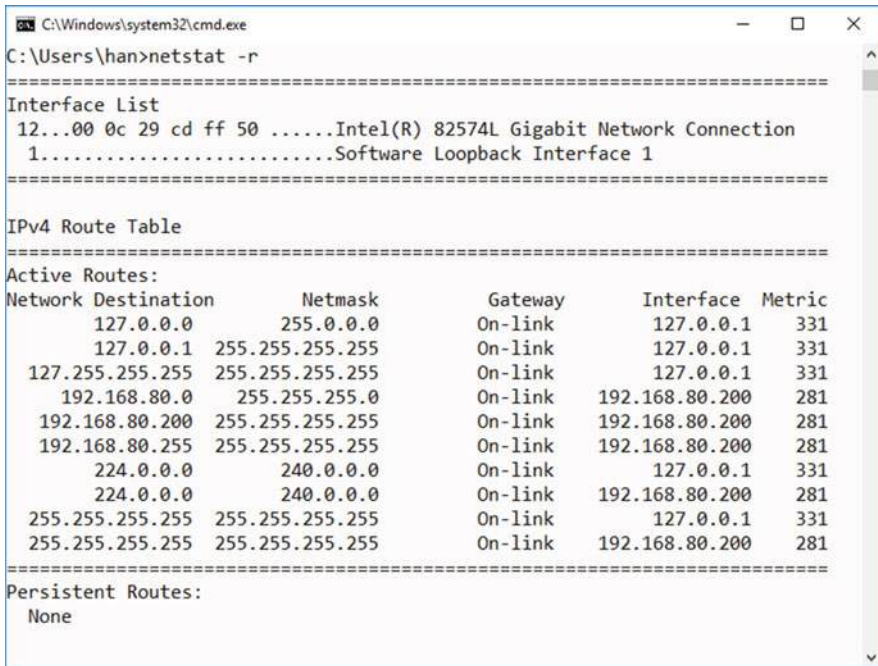 C:\Windows\system32\cmd.exe
C:\Users\han>netstat -r
===========================================================================
Interface List
 12...00 0c 29 cd ff 50 ......Intel(R) 82574L Gigabit Network Connection
  1...........................Software Loopback Interface 1
===========================================================================
IPv4 Route Table
===========================================================================
Active Routes:
Network Destination        Netmask          Gateway       Interface  Metric
        127.0.0.0        255.0.0.0         On-link         127.0.0.1    331
        127.0.0.1  255.255.255.255         On-link         127.0.0.1    331
  127.255.255.255  255.255.255.255         On-link         127.0.0.1    331
     192.168.80.0    255.255.255.0         On-link    192.168.80.200    281
   192.168.80.200  255.255.255.255         On-link    192.168.80.200    281
   192.168.80.255  255.255.255.255         On-link    192.168.80.200    281
        224.0.0.0        240.0.0.0         On-link         127.0.0.1    331
        224.0.0.0        240.0.0.0         On-link    192.168.80.200    281
  255.255.255.255  255.255.255.255         On-link         127.0.0.1    331
  255.255.255.255  255.255.255.255         On-link    192.168.80.200    281
===========================================================================
Persistent Routes:
  None